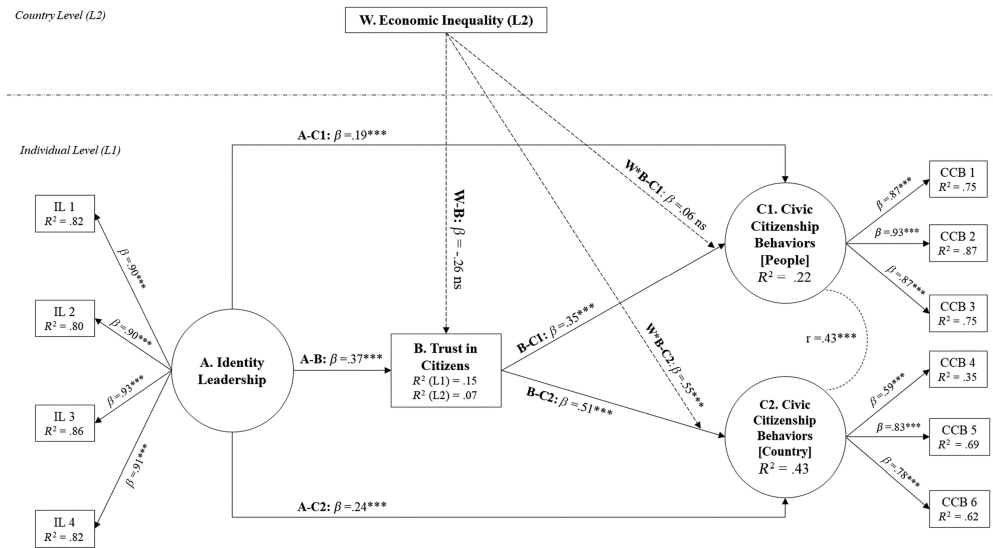 Country Level (L2)
W. Economic Inequality (L2)
Individual Level (L1)
A-C1: β =.19***
W-B: β = -.26 ns
W*B-C1: β =.06 ns
W*B-C2: β =.55***
IL 1
R² = .82
IL 2
R² = .80
IL 3
R² = .86
IL 4
R² = .82
β =.90***
β =.90***
β =.93***
β =.91***
A. Identity
Leadership
A-B: β =.37***
B. Trust in
Citizens
R² (L1) = .15
R² (L2) = .07
B-C1: β =.35***
B-C2: β =.51***
A-C2: β =.24***
C1. Civic
Citizenship
Behaviors
[People]
R² = .22
r =.43***
C2. Civic
Citizenship
Behaviors
[Country]
R² = .43
β =.87***
β =.93***
β =.87***
β =.59***
β =.83***
β =.78***
CCB 1
R² = .75
CCB 2
R² = .87
CCB 3
R² = .75
CCB 4
R² = .35
CCB 5
R² = .69
CCB 6
R² = .62